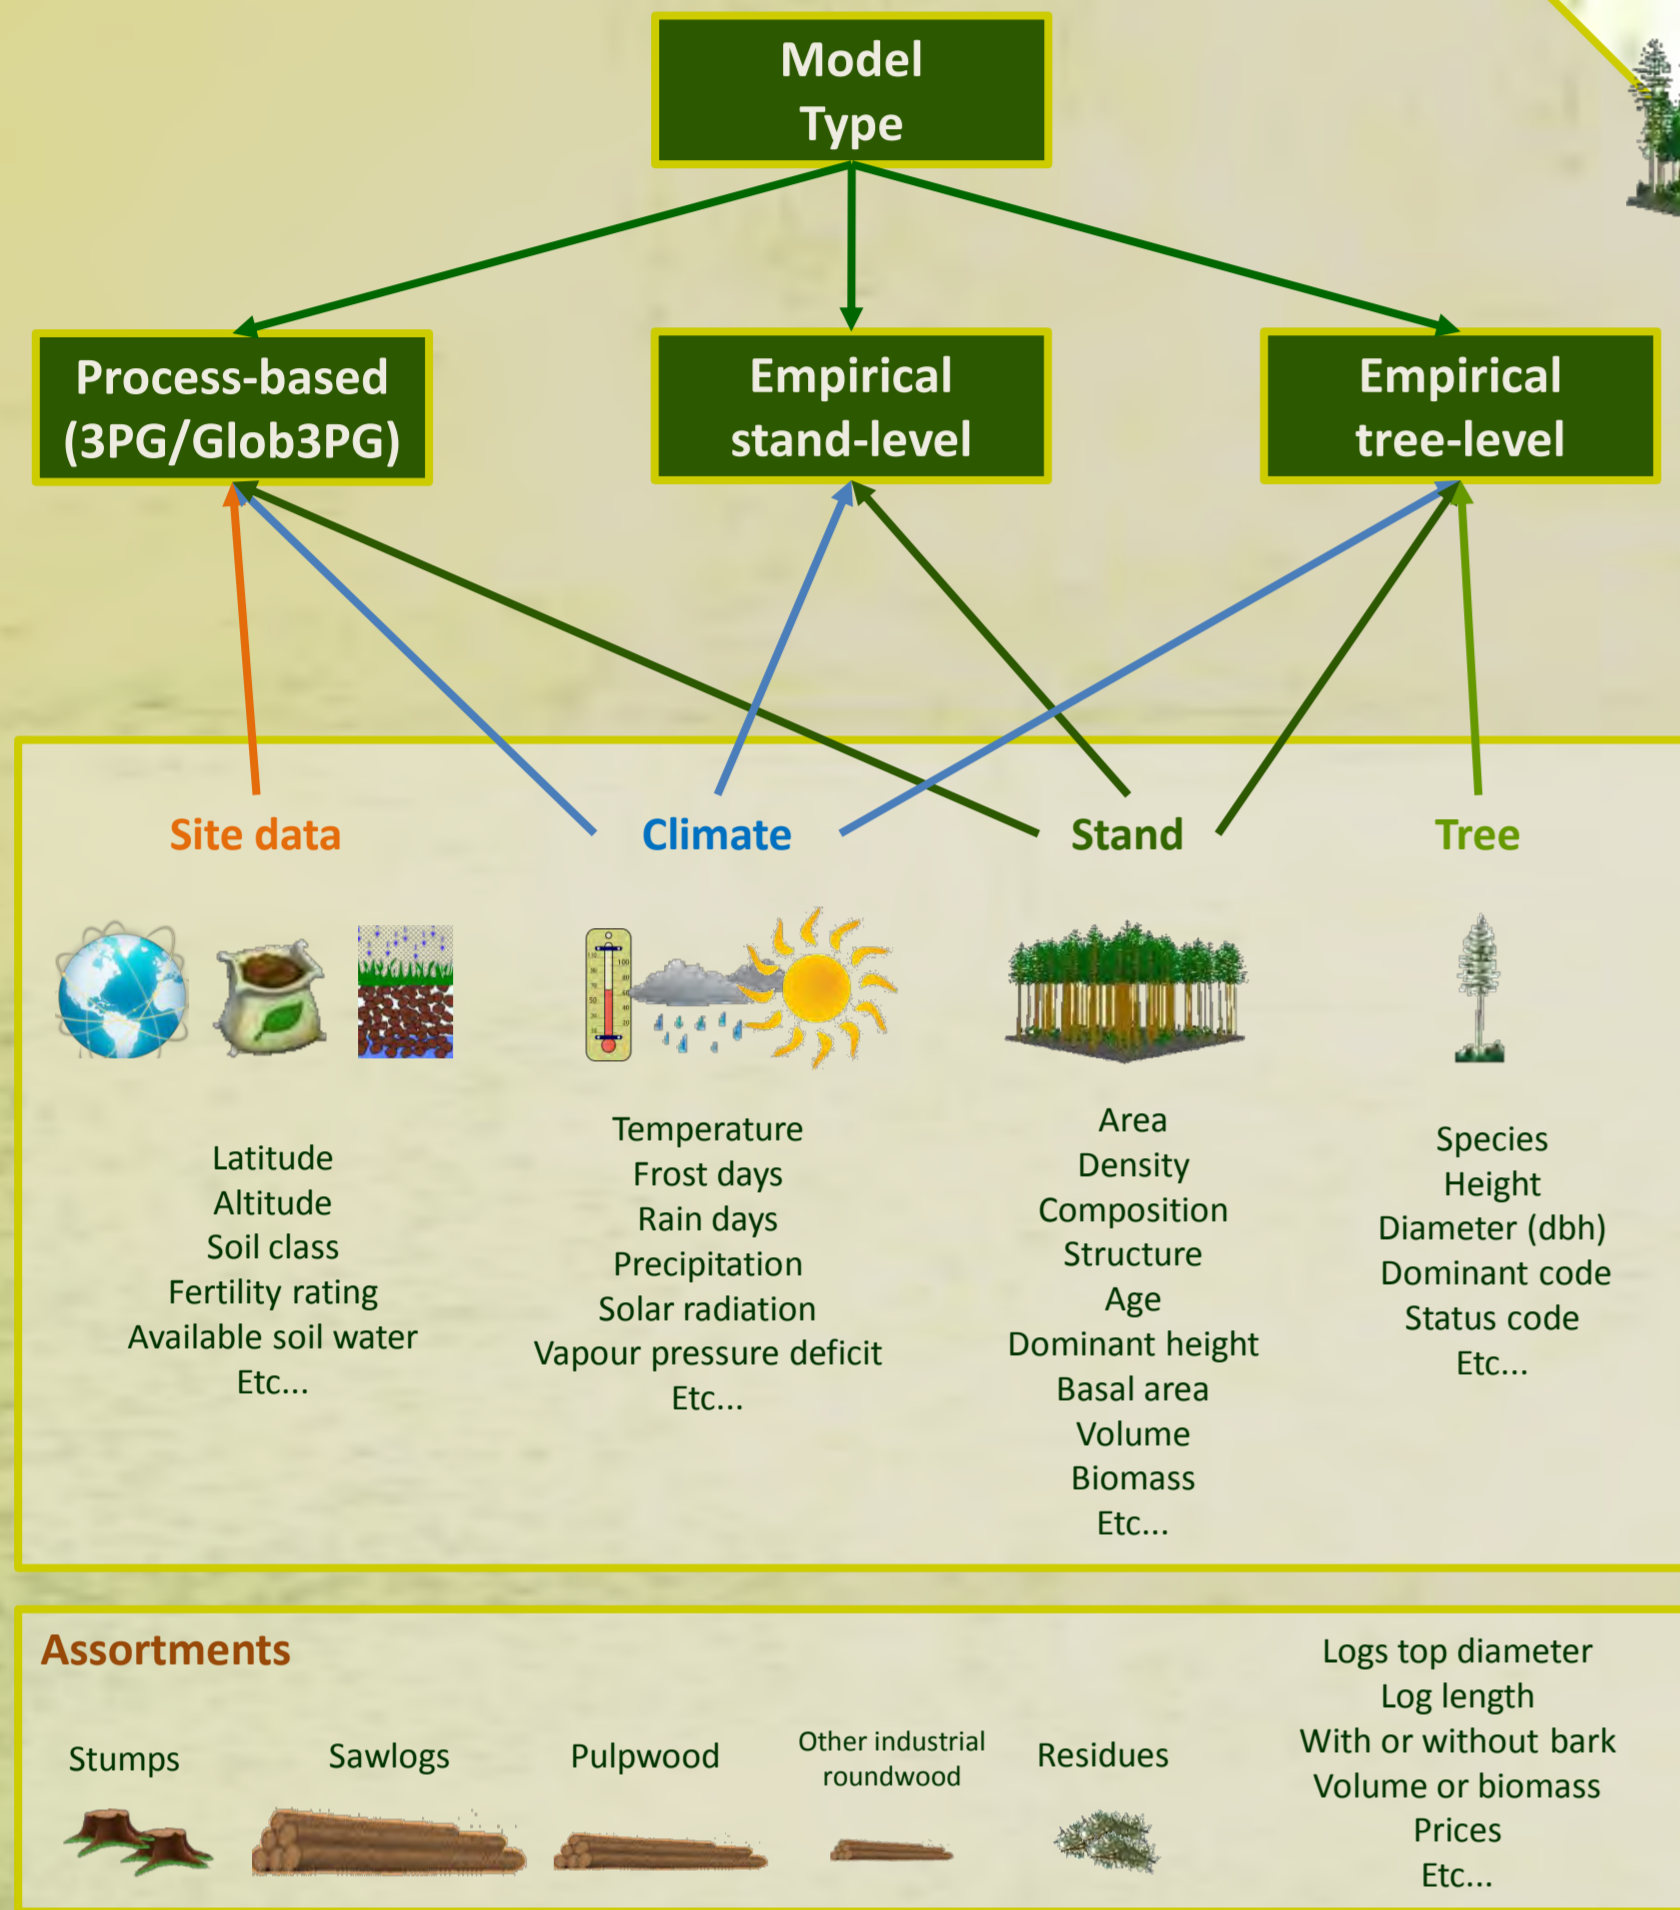 Model
Type
Process-based
(3PG/Glob3PG)
Empirical
stand-level
Empirical
tree-level
Site data
Climate
Stand
Tree
Latitude
Altitude
Soil class
Fertility rating
Available soil water
Etc...
Temperature
Frost days
Rain days
Precipitation
Solar radiation
Vapour pressure deficit
Etc...
Area
Density
Composition
Structure
Age
Dominant height
Basal area
Volume
Biomass
Etc...
Species
Height
Diameter (dbh)
Dominant code
Status code
Etc...
Assortments
Stumps
Sawlogs
Pulpwood
Other industrial
roundwood
Residues
Logs top diameter
Log length
With or without bark
Volume or biomass
Prices
Etc...